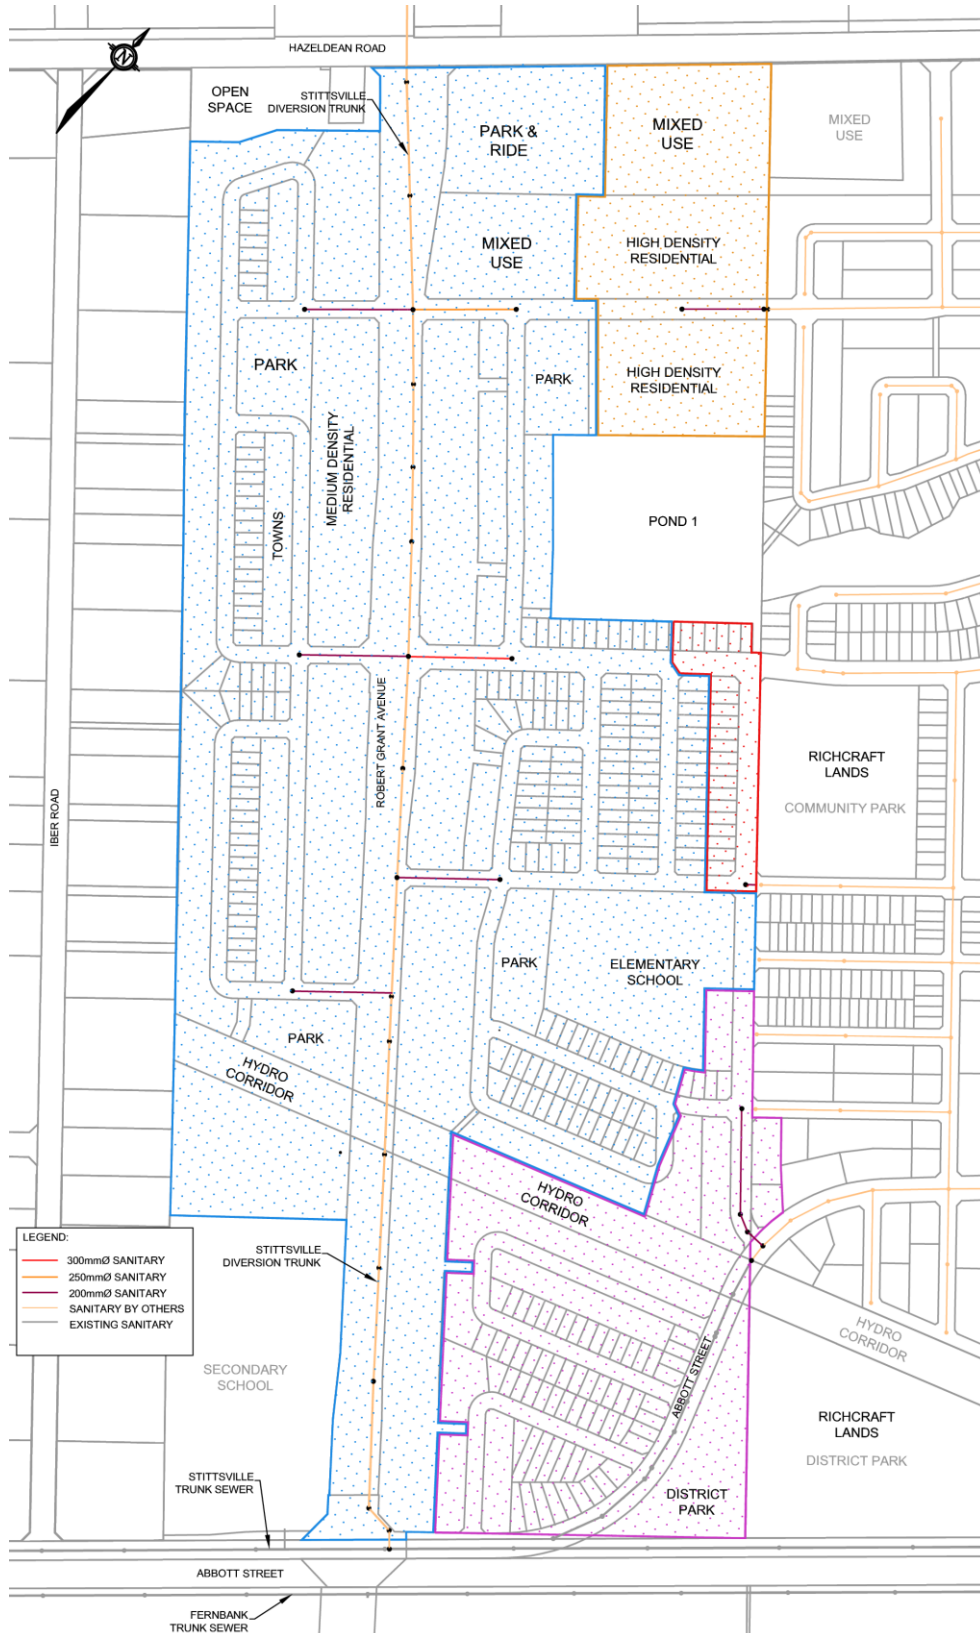 HAZELDEAN ROAD
N
OPEN
SPACE
STITTSVILLE
DIVERSION TRUNK
PARK &
RIDE
MIXED
USE
MIXED
USE
MIXED
USE
HIGH DENSITY
RESIDENTIAL
PARK
PARK
HIGH DENSITY
RESIDENTIAL
MEDIUM DENSITY
RESIDENTIAL
TOWNS
POND 1
ROBERT GRANT AVENUE
IBER ROAD
RICHCRAFT
LANDS
COMMUNITY PARK
PARK
ELEMENTARY
SCHOOL
PARK
HYDRO
CORRIDOR
HYDRO
CORRIDOR
LEGEND:
300mmØ SANITARY
250mmØ SANITARY
200mmØ SANITARY
SANITARY BY OTHERS
EXISTING SANITARY
STITTSVILLE
DIVERSION TRUNK
HYDRO
CORRIDOR
SECONDARY
SCHOOL
ABBOTT STREET
RICHCRAFT
LANDS
DISTRICT PARK
STITTSVILLE
TRUNK SEWER
DISTRICT
PARK
ABBOTT STREET
FERNBANK
TRUNK SEWER